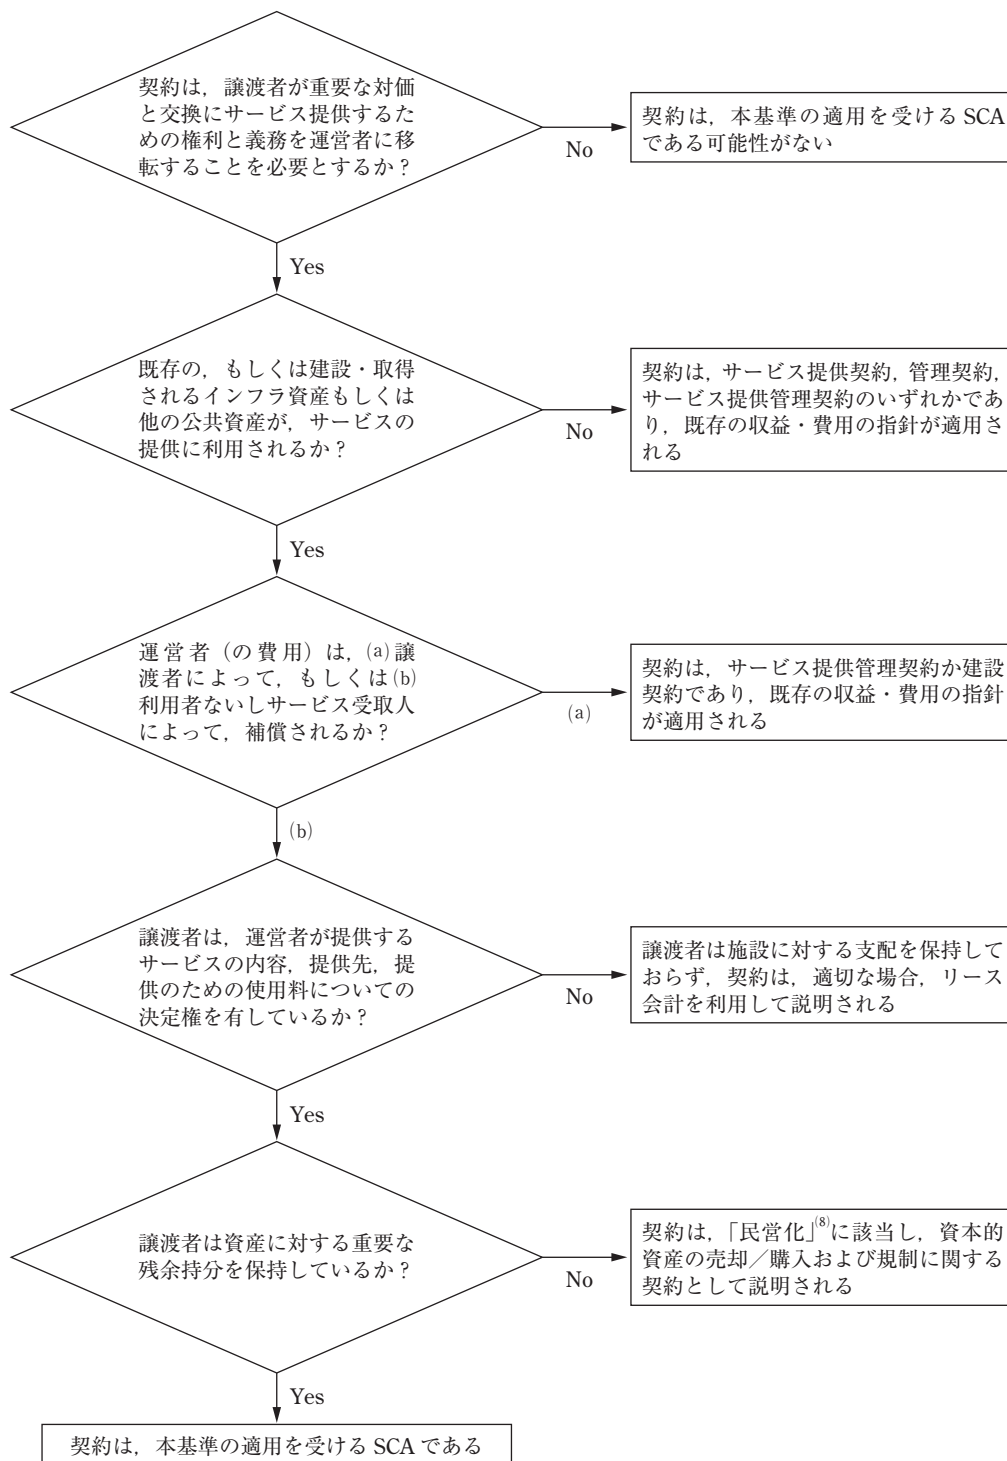 契約は，譲渡者が重要な対価
と交換にサービス提供するた
めの権利と義務を運営者に移
転することを必要とするか？
No
契約は，本基準の適用を受ける SCA
である可能性がない
Yes
既存の，もしくは建設・取得
されるインフラ資産もしくは
他の公共資産が，サービスの
提供に利用されるか？
No
契約は，サービス提供契約，管理契約，
サービス提供管理契約のいずれかであ
り，既存の収益・費用の指針が適用さ
れる
Yes
運営者（の費用）は，(a)譲
渡者によって，もしくは(b)
利用者ないしサービス受取人
によって，補償されるか？
(a)
契約は，サービス提供管理契約か建設
契約であり，既存の収益・費用の指針
が適用される
(b)
譲渡者は，運営者が提供する
サービスの内容，提供先，提
供のための使用料についての
決定権を有しているか？
No
譲渡者は施設に対する支配を保持して
おらず，契約は，適切な場合，リース
会計を利用して説明される
Yes
譲渡者は資産に対する重要な
残余持分を保持しているか？
No
契約は，「民営化」(8)に該当し，資本的
資産の売却／購入および規制に関する
契約として説明される
Yes
契約は，本基準の適用を受ける SCA である